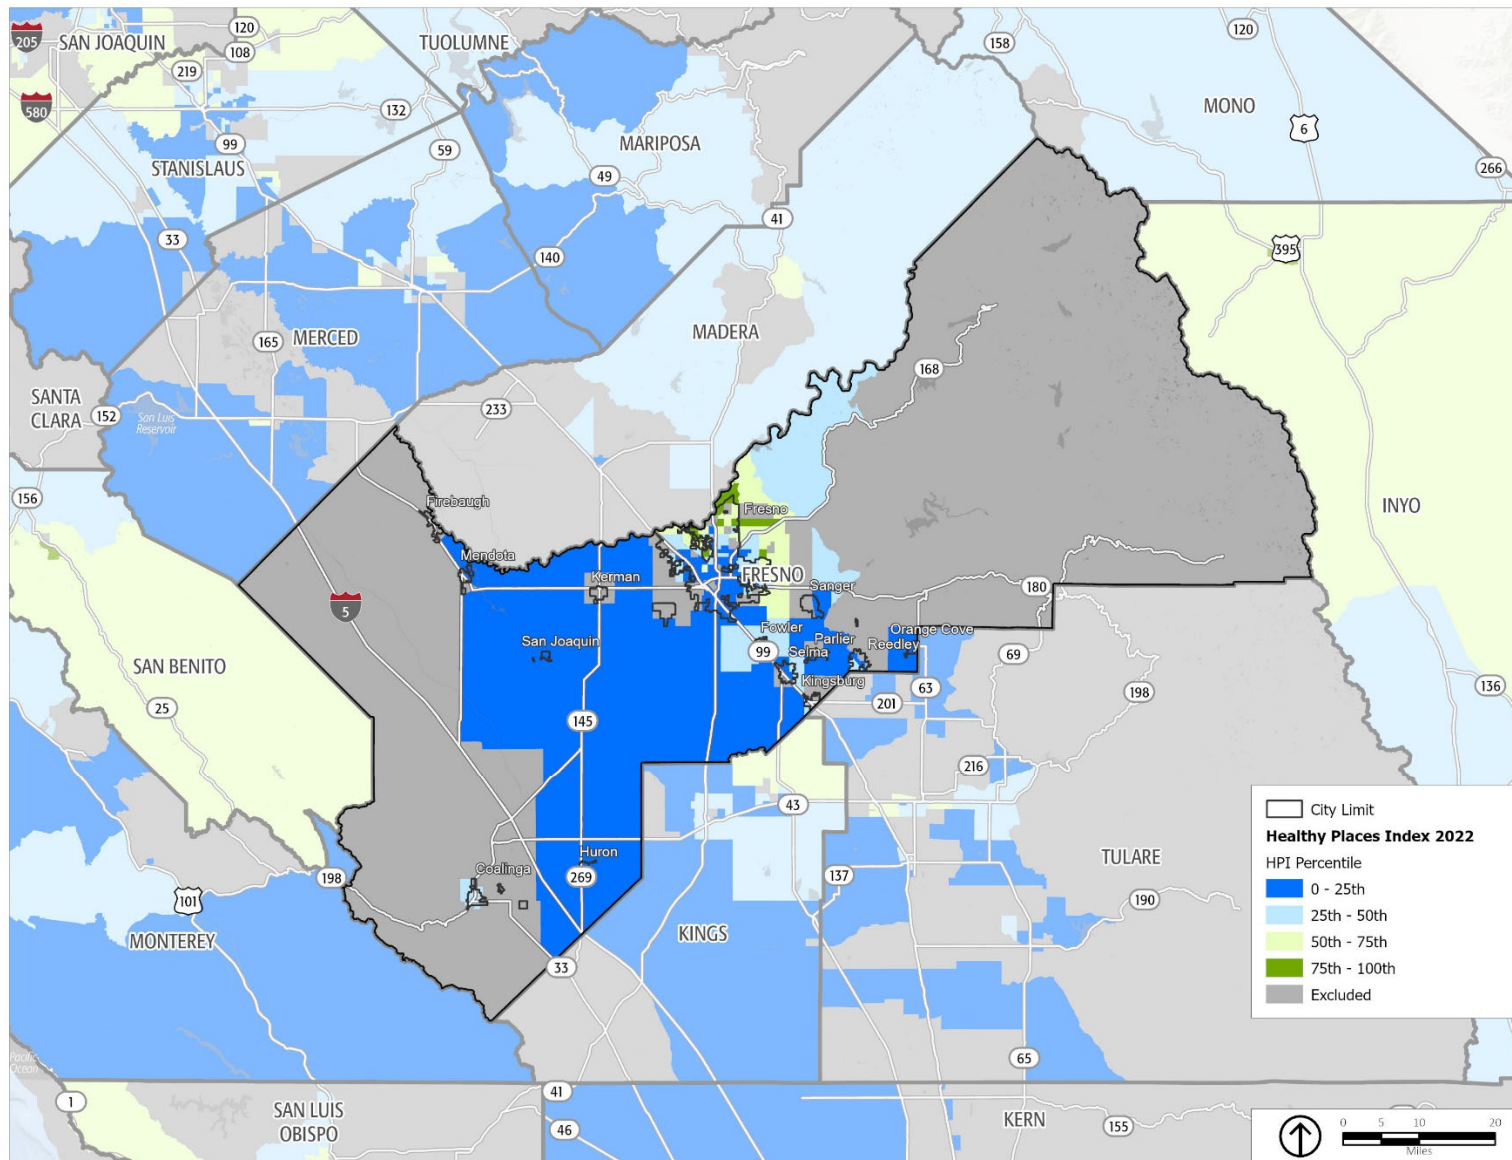 205
SAN JOAQUIN
120
108
TUOLUMNE
158
120
219
580
132
MONO
6
99
59
MARIPOSA
STANISLAUS
49
266
41
33
140
395
MADERA
165
MERCED
168
SANTA
CLARA
152
San Luis
Reservoir
233
156
INYO
Firebaugh
Fresno
Mendota
Kerman
FRESNO
Sanger
180
5
San Joaquin
Fowler
Orange Cove
Parlier
99
Selma
Reedley
69
SAN BENITO
Kingsburg
63
198
136
201
25
145
216
43
City Limit
Healthy Places Index 2022
HPI Percentile
0 - 25th
25th - 50th
50th - 75th
75th - 100th
Excluded
Huron
TULARE
Coalinga
198
269
137
101
190
MONTEREY
KINGS
33
Pacific
Ocean
65
41
1
SAN LUIS
OBISPO
46
KERN
155
0 5 10 20
Miles